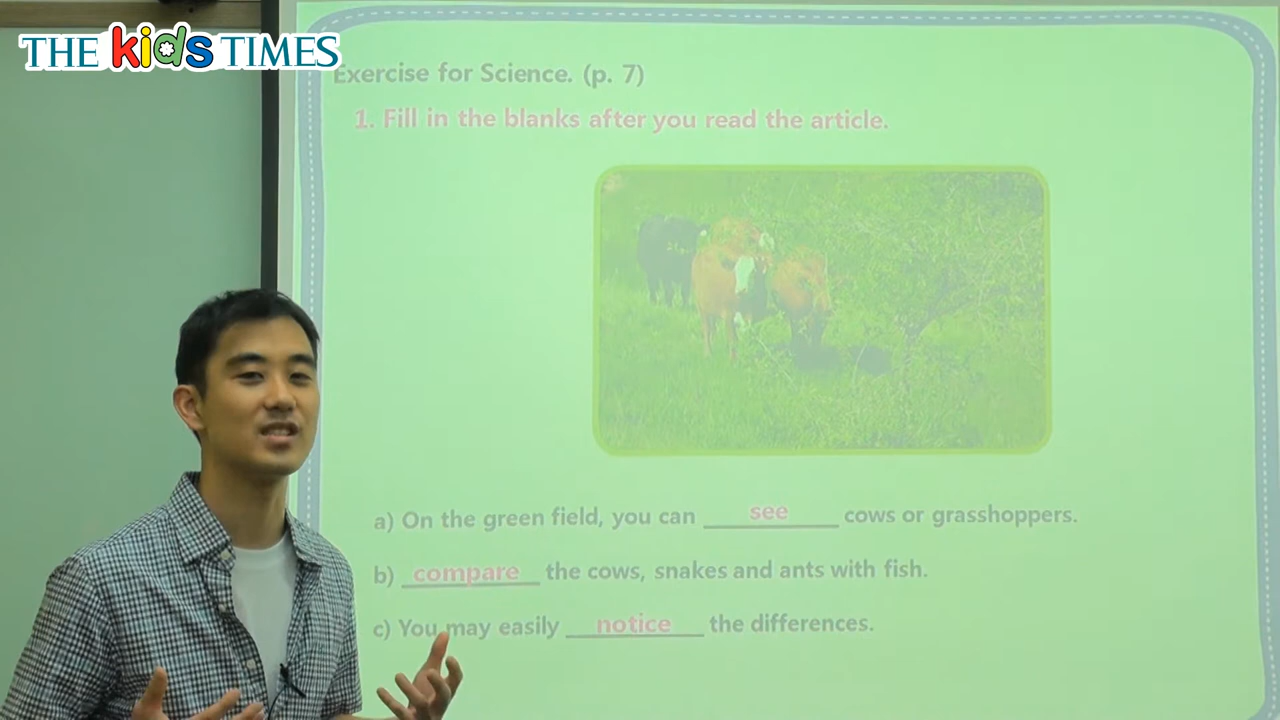 THE kids TIMES
Exercise for Science. (p. 7)
1. Fill in the blanks after you read the article.
a) On the green field, you can see cows or grasshoppers.
b) compare the cows, snakes and ants with fish.
c) You may easily notice the differences.